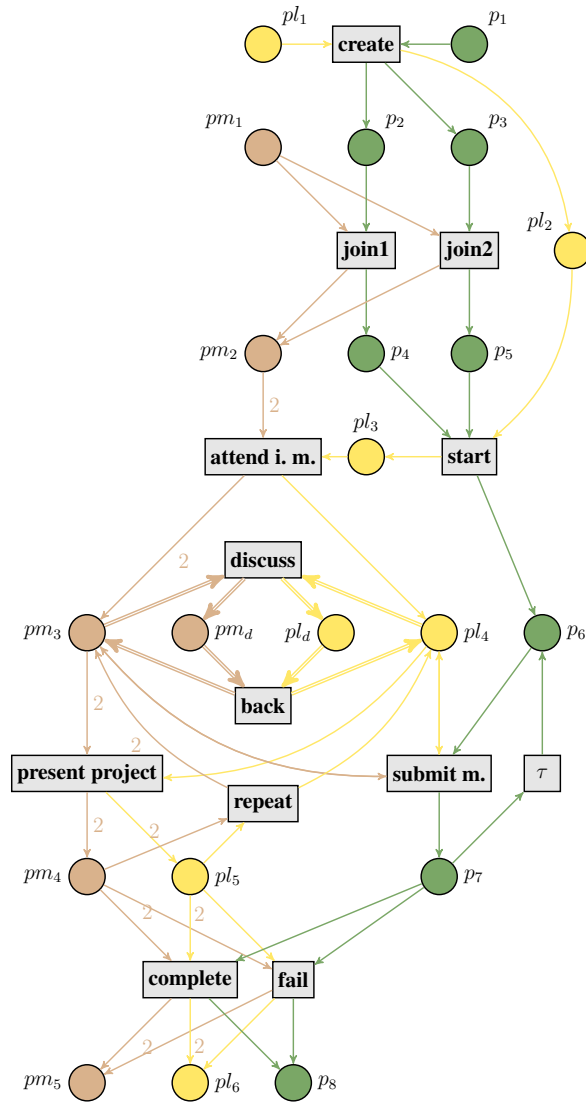 pl₁
p₁
create
pm₁
p₂
p₃
pl₂
join1
join2
pm₂
p₄
p₅
2
pl₃
attend i. m.
start
2
discuss
pm₃
pm_d
pl_d
pl₄
p₆
back
2
2
present project
submit m.
τ
repeat
2
2
pm₄
pl₅
p₇
2
2
complete
fail
2
2
pm₅
pl₆
p₈